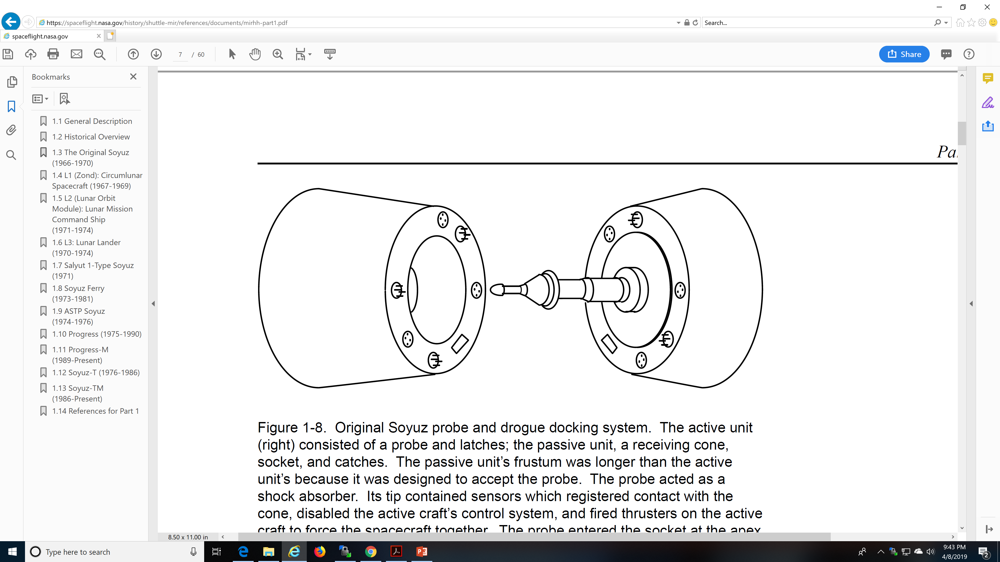 https://spaceflight.nasa.gov/history/shuttle-mir/references/documents/mirhh-part1.pdf
Search...
spaceflight.nasa.gov
7 / 60
Share
Bookmarks
1.1 General Description
1.2 Historical Overview
1.3 The Original Soyuz
(1966-1970)
1.4 L1 (Zond): Circumlunar
Spacecraft (1967-1969)
1.5 L2 (Lunar Orbit
Module): Lunar Mission
Command Ship
(1971-1974)
1.6 L3: Lunar Lander
(1970-1974)
1.7 Salyut 1-Type Soyuz
(1971)
1.8 Soyuz Ferry
(1973-1981)
1.9 ASTP Soyuz
(1974-1976)
1.10 Progress (1975-1990)
1.11 Progress-M
(1989-Present)
1.12 Soyuz-T (1976-1986)
1.13 Soyuz-TM
(1986-Present)
1.14 References for Part 1
Figure 1-8.  Original Soyuz probe and drogue docking system.  The active unit
(right) consisted of a probe and latches; the passive unit, a receiving cone,
socket, and catches.  The passive unit’s frustum was longer than the active
unit’s because it was designed to accept the probe.  The probe acted as a
shock absorber.  Its tip contained sensors which registered contact with the
cone, disabled the active craft’s control system, and fired thrusters on the active
craft to force the spacecraft together.  The probe entered the socket at the apex
8.50 x 11.00 in
Type here to search
9:43 PM
4/8/2019
2